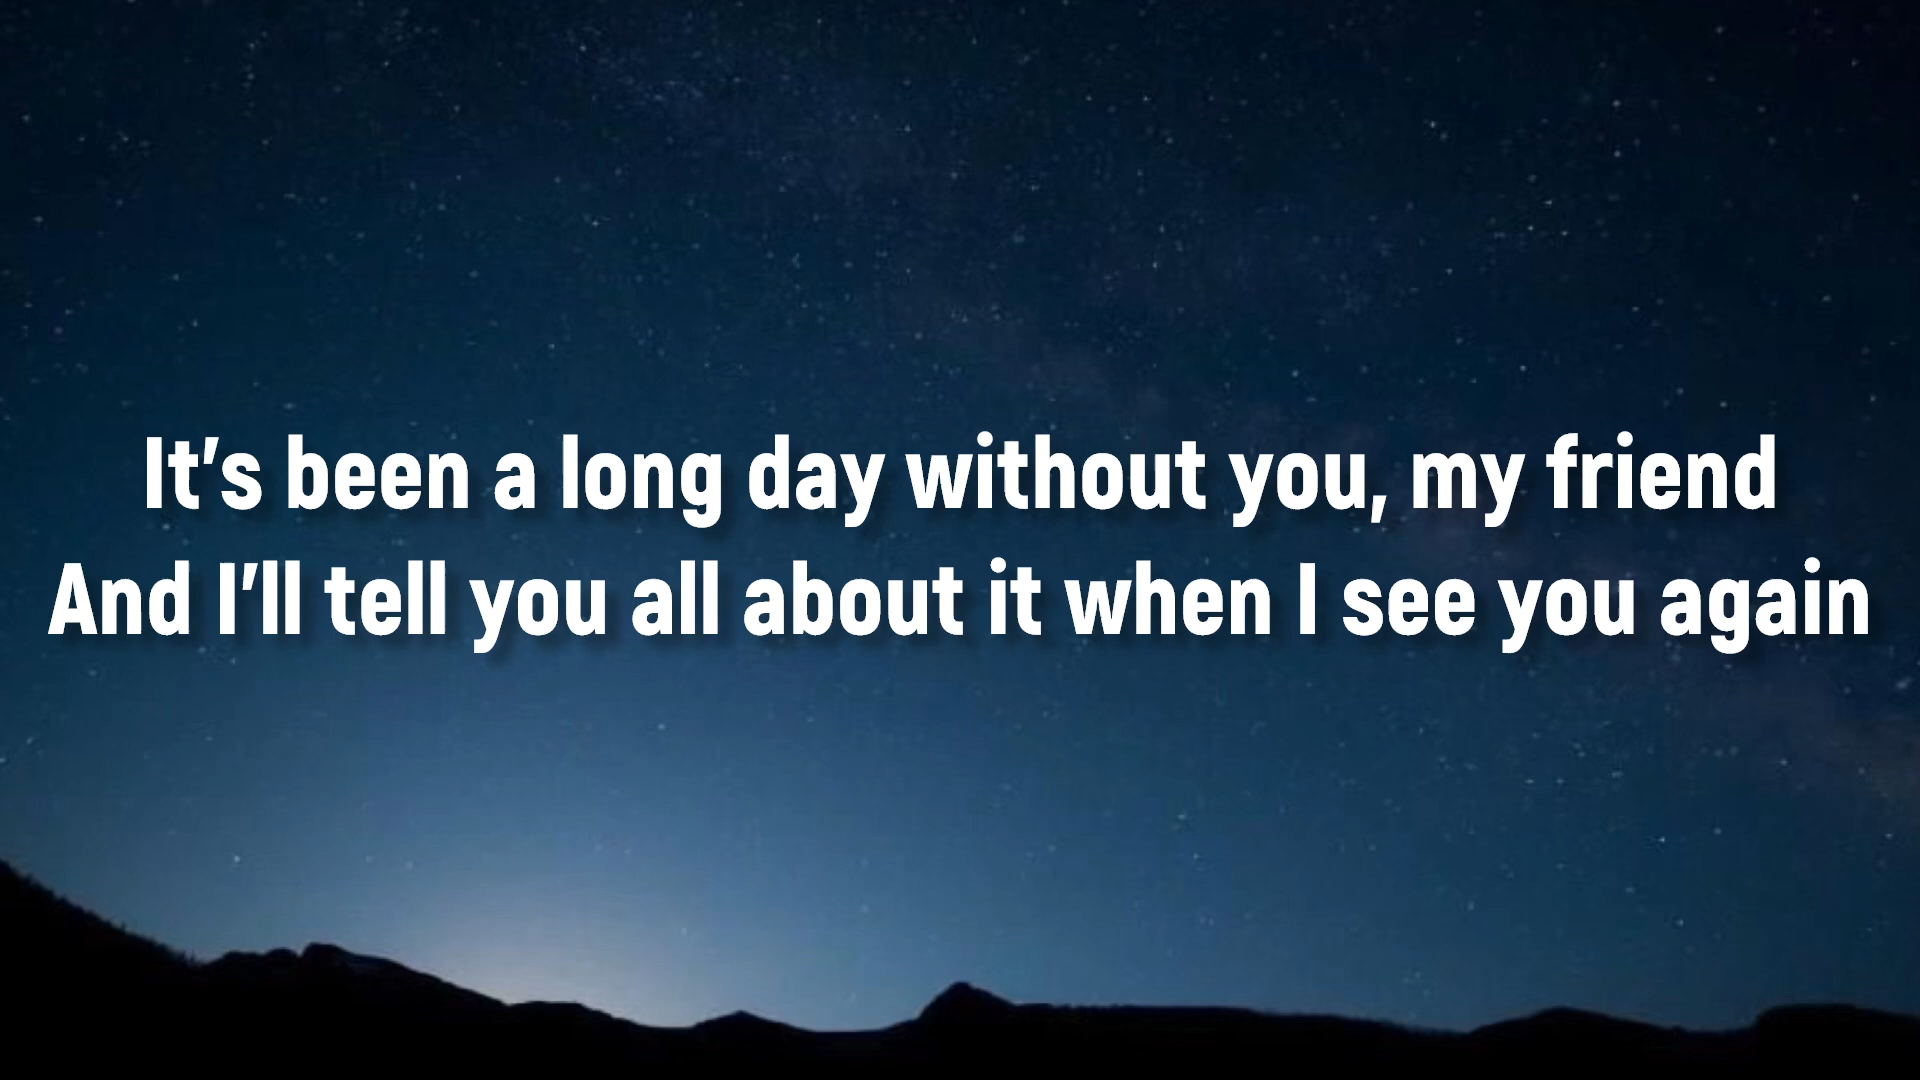 It's been a long day without you, my friend
And I'll tell you all about it when I see you again